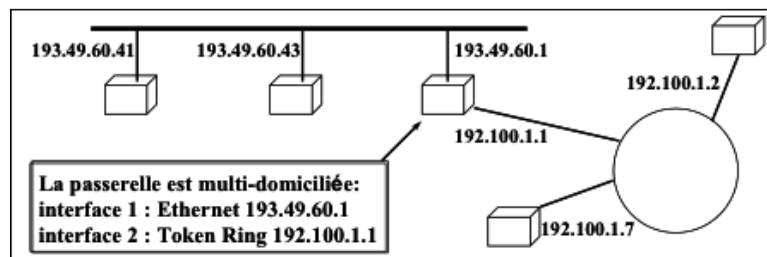 193.49.60.41
193.49.60.43
193.49.60.1
192.100.1.2
192.100.1.1
La passerelle est multi-domiciliée:
interface 1 : Ethernet 193.49.60.1
interface 2 : Token Ring 192.100.1.1
192.100.1.7